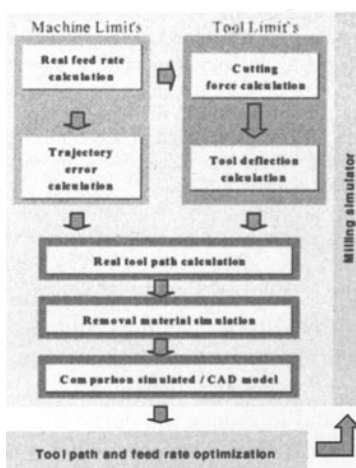 Machine Limit's
Tool Limit's
Real feed rate
calculation
Cutting
force calculation
Trajectory
error
calculation
Tool deflection
calculation
Real tool path calculation
Removal material simulation
Comparison simulated / CAD model
Tool path and feed rate optimization
Milling simulator